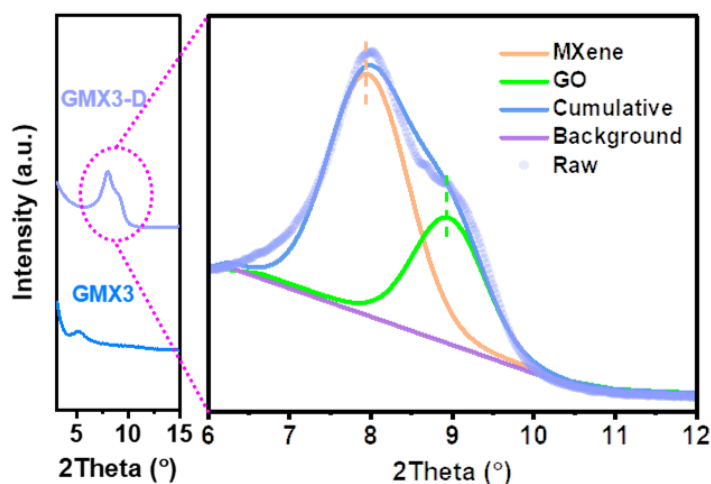 Intensity (a.u.)
GMX3-D
GMX3
3 5 10 15
2Theta (°)
MXene
GO
Cumulative
Background
Raw
6 7 8 9 10 11 12
2Theta (°)